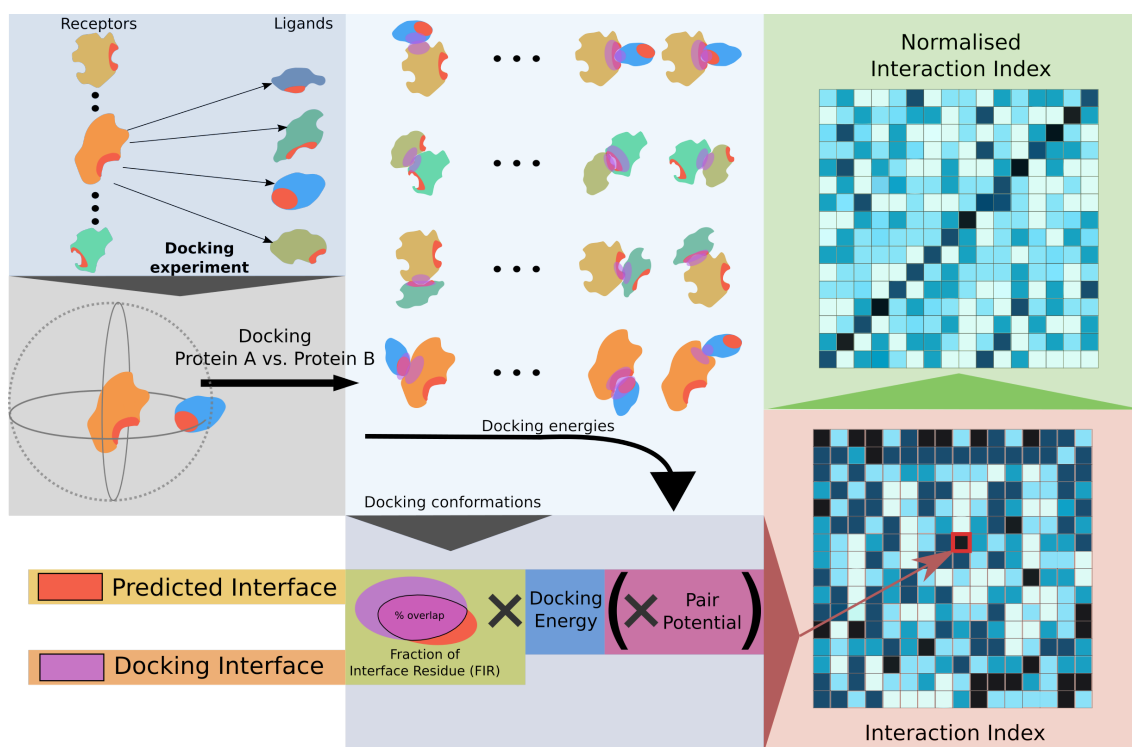 Receptors
Ligands
Docking
experiment
Docking
Protein A vs. Protein B
Docking energies
Docking conformations
Normalised
Interaction Index
Predicted Interface
Docking Interface
% overlap
Fraction of
Interface Residue (FIR)
×
Docking
Energy
(
×
Pair
Potential
)
Interaction Index